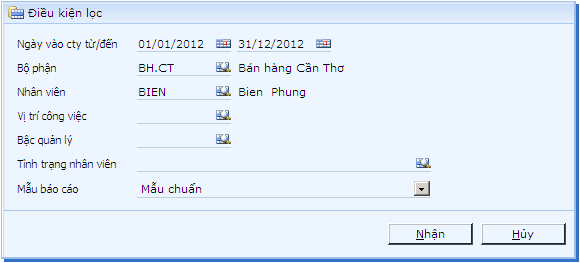 Điều kiện lọc
Ngày vào cty từ/đến 01/01/2012 31/12/2012
Bộ phận BH.CT Bán hàng Cần Thơ
Nhân viên BIEN Bien Phung
Vị trí công việc
Bậc quản lý
Tình trạng nhân viên
Mẫu báo cáo Mẫu chuẩn
Nhận Hủy